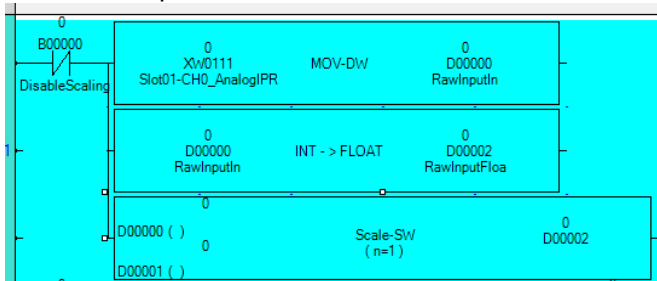 0
B00000
DisableScaling
0
XW0111
Slot01-CH0_AnalogIPR
MOV-DW
0
D00000
RawInputIn
1
0
D00000
RawInputIn
INT - > FLOAT
0
D00002
RawInputFloa
0
D00000 ( )
0
D00001 ( )
Scale-SW
( n=1 )
0
D00002